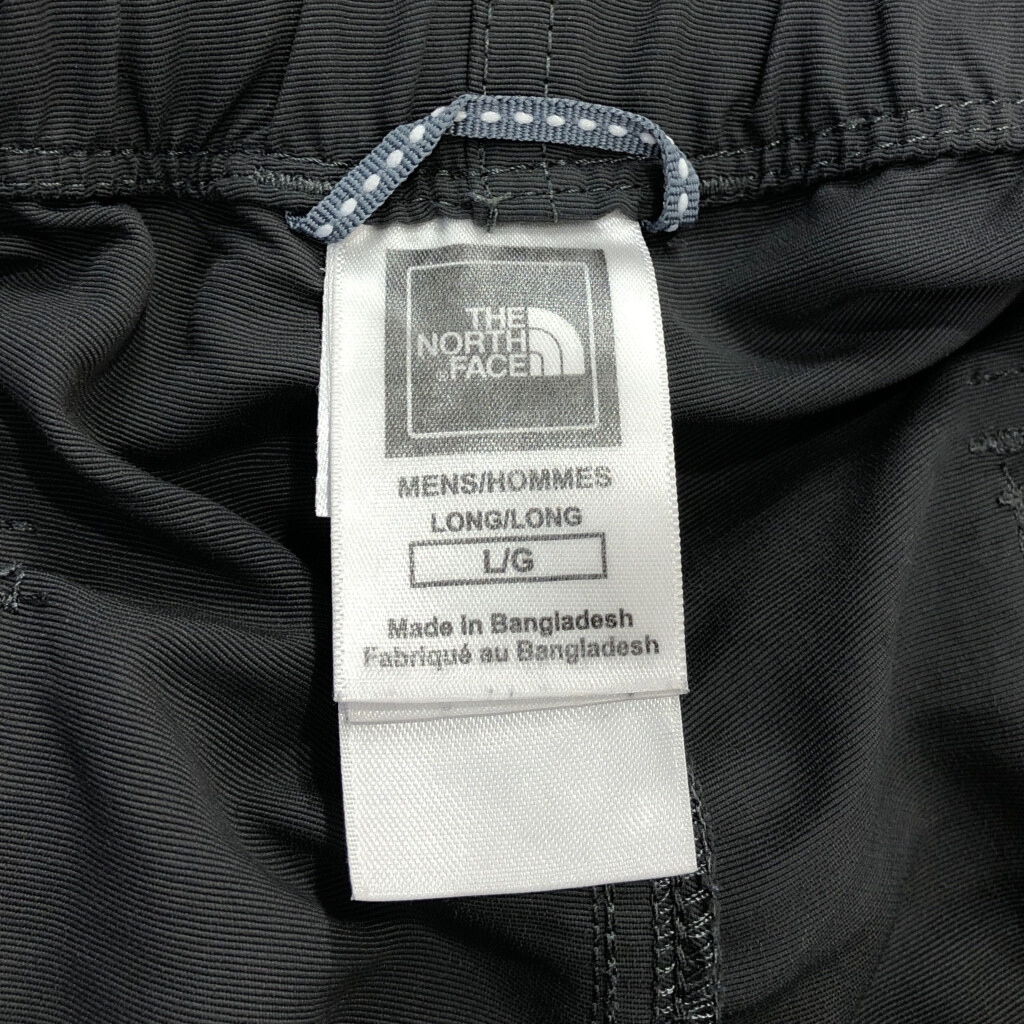 THE
NORTH
®FACE
MENS/HOMMES
LONG/LONG
L/G
Made in Bangladesh
Fabriqué au Bangladesh